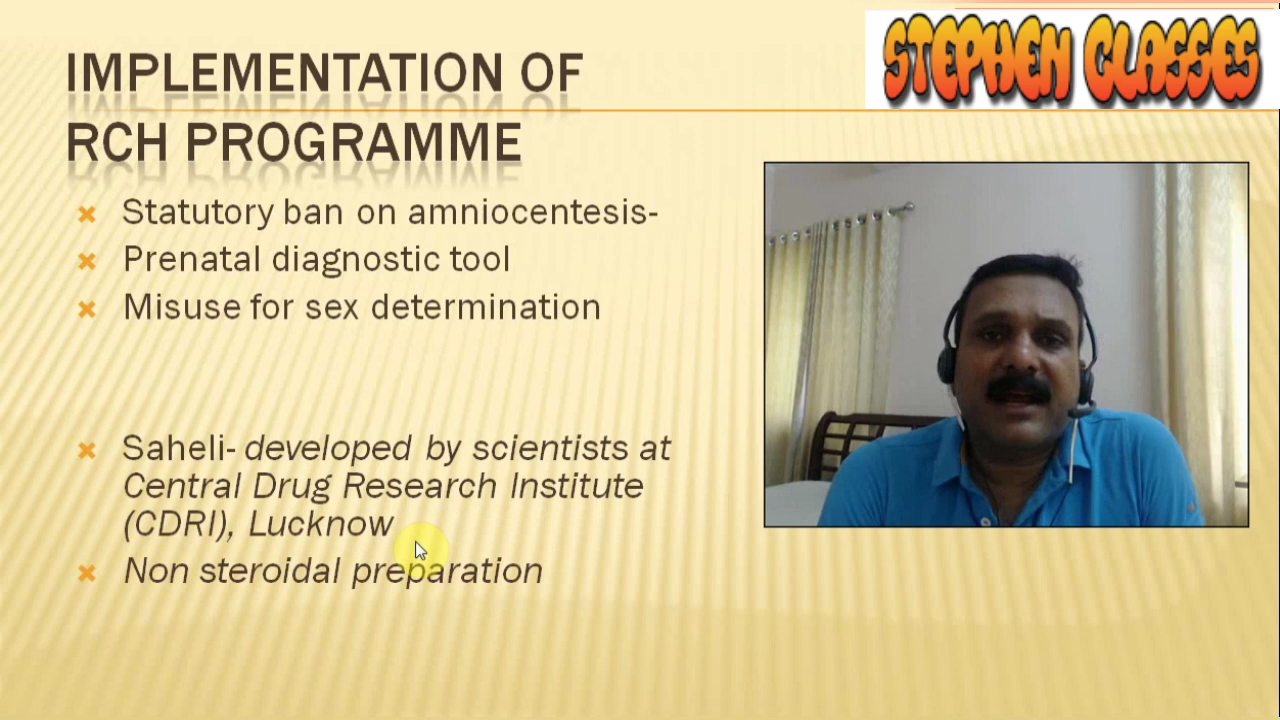 STEPHEN CLASSES
IMPLEMENTATION OF
RCH PROGRAMME
Statutory ban on amniocentesis-
Prenatal diagnostic tool
Misuse for sex determination
Saheli- developed by scientists at
Central Drug Research Institute
(CDRI), Lucknow
Non steroidal preparation